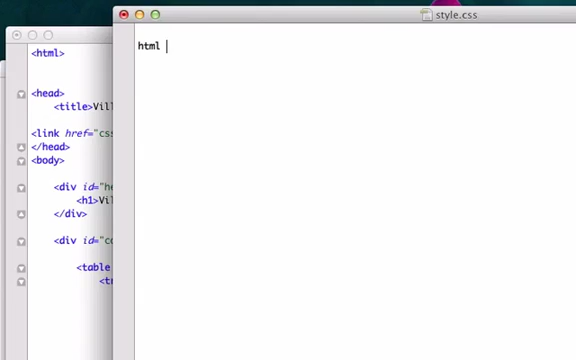 style.css
html
<html>
<head>
<title>Vill
<link href="css
</head>
<body>
<div id="he
<h1>Vil
</div>
<div id="co
<table
<tr